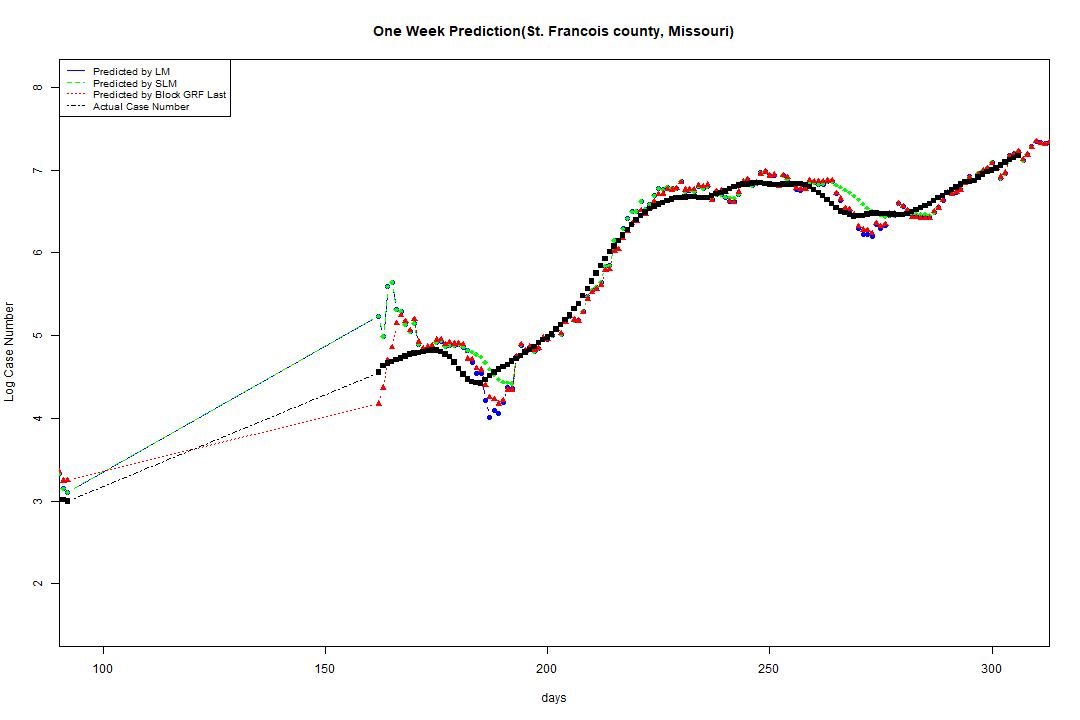 One Week Prediction(St. Francois county, Missouri)
Predicted by LM
Predicted by SLM
Predicted by Block GRF Last
Actual Case Number
8
7
6
5
4
3
2
Log Case Number
100 150 200 250 300
days